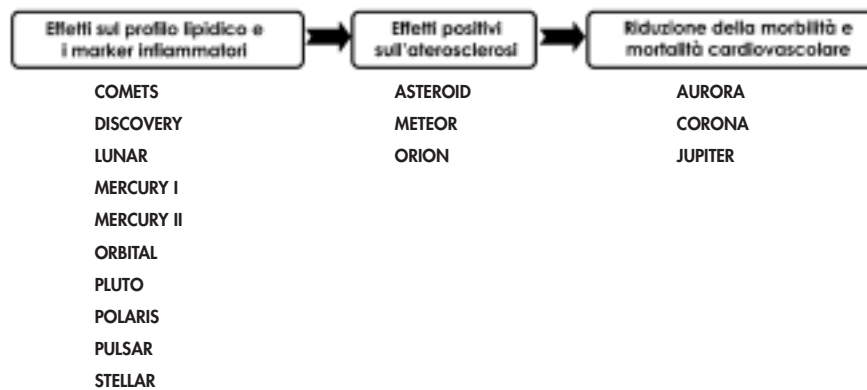 Effetti sul profilo lipidico e
i marker infiammatori
Effetti positivi
sull'aterosclerosi
Riduzione della morbilità e
mortalità cardiovascolare
COMETS
DISCOVERY
LUNAR
MERCURY I
MERCURY II
ORBITAL
PLUTO
POLARIS
PULSAR
STELLAR
ASTEROID
METEOR
ORION
AURORA
CORONA
JUPITER